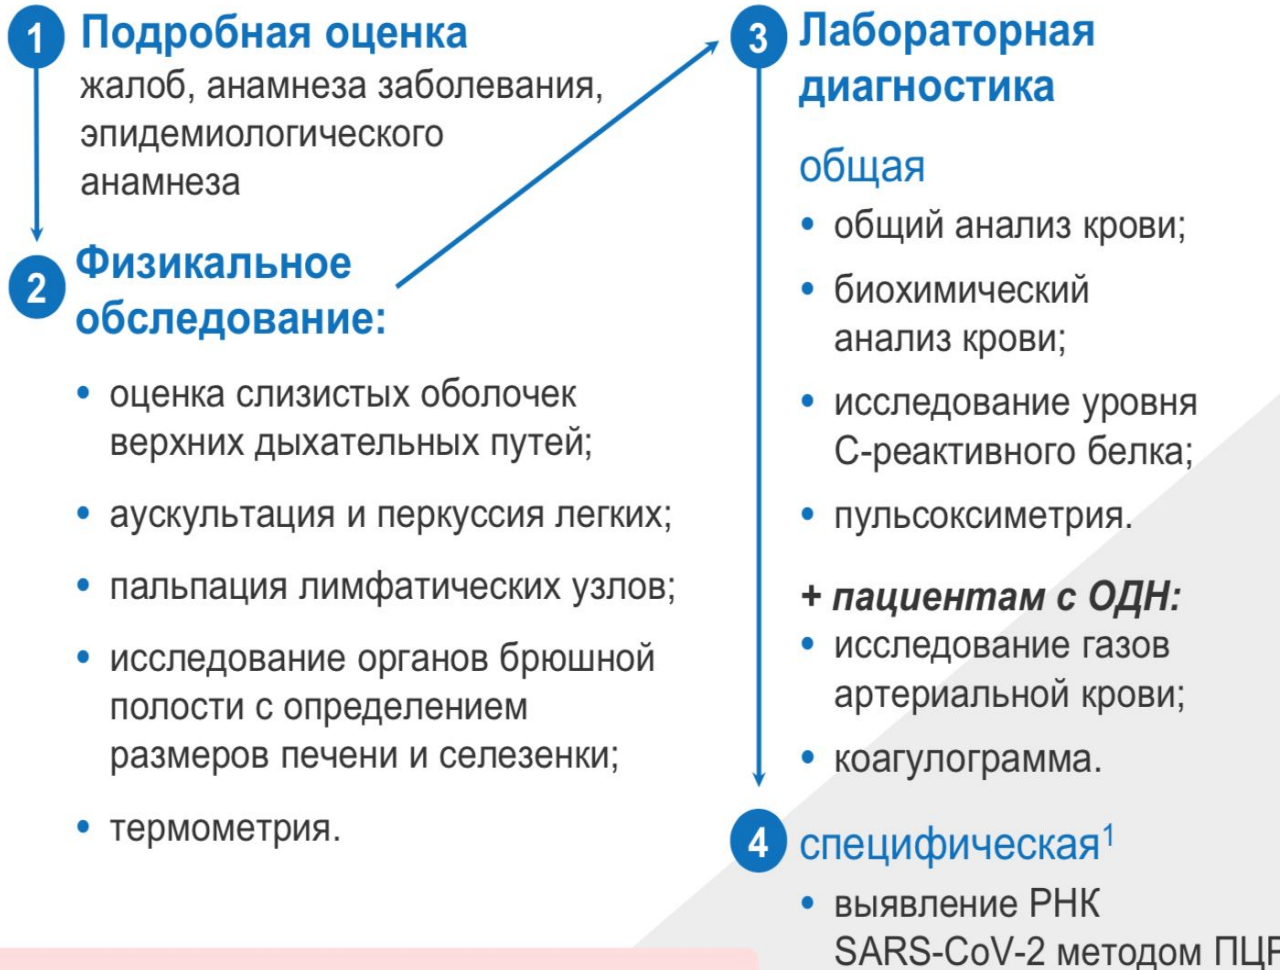 1 Подробная оценка
жалоб, анамнеза заболевания,
эпидемиологического
анамнеза
2 Физикальное
обследование:
• оценка слизистых оболочек
верхних дыхательных путей;
• аускультация и перкуссия легких;
• пальпация лимфатических узлов;
• исследование органов брюшной
полости с определением
размеров печени и селезенки;
• термометрия.
3 Лабораторная
диагностика
общая
• общий анализ крови;
• биохимический
анализ крови;
• исследование уровня
С-реактивного белка;
• пульсоксиметрия.
+ пациентам с ОДН:
• исследование газов
артериальной крови;
• коагулограмма.
4 специфическая¹
• выявление РНК
SARS-CoV-2 методом ПЦР